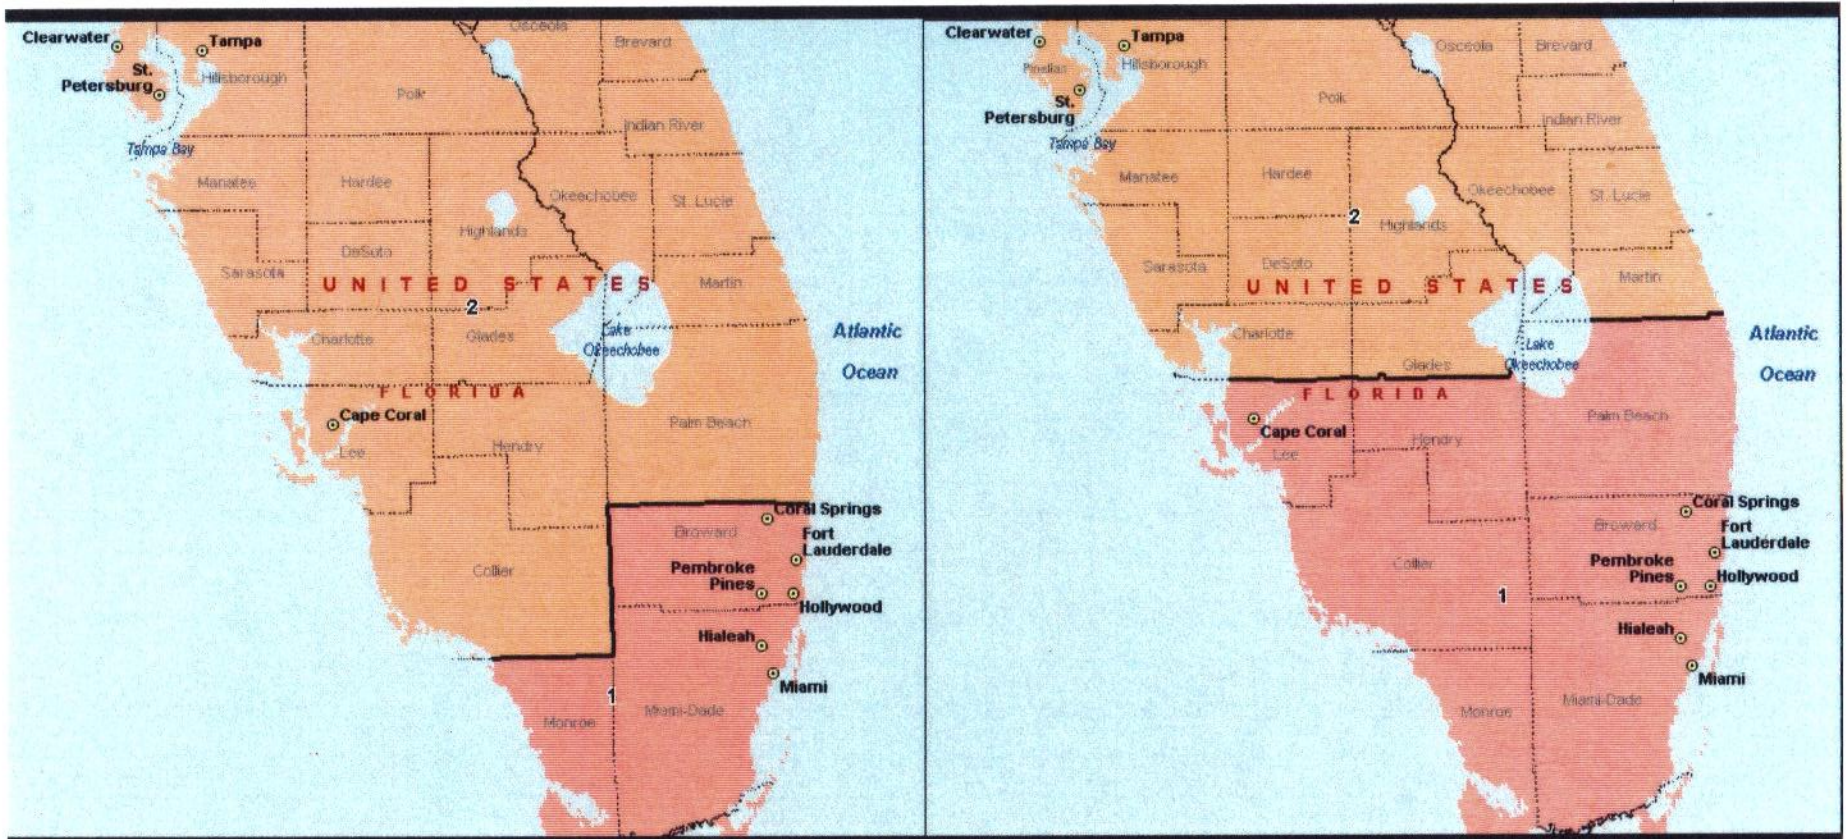 Osceola
Clearwater
Tampa
Brevard
St.
Petersburg
Hillsborough
Polk
Indian River
Tampa Bay
Manatee
Hardee
Okeechobee
St. Lucie
Highlands
DeSoto
Sarasota
UNITED STATES
Martin
2
Charlotte
Glades
Lake
Okeechobee
Atlantic
Ocean
FLORIDA
Cape Coral
Lee
Hendry
Palm Beach
Coral Springs
Broward
Fort
Lauderdale
Collier
Pembroke
Pines
Hollywood
Hialeah
Miami
1
Monroe
Miami-Dade
Clearwater
Tampa
Osceola
Brevard
Pinellas
Hillsborough
St.
Petersburg
Polk
Indian River
Tampa Bay
Manatee
Hardee
Okeechobee
St. Lucie
2
Highlands
Sarasota
DeSoto
Martin
UNITED STATES
Charlotte
Lake
Okeechobee
Glades
Atlantic
Ocean
FLORIDA
Cape Coral
Lee
Hendry
Palm Beach
Coral Springs
Broward
Fort
Lauderdale
Collier
Pembroke
Pines
Hollywood
1
Hialeah
Miami
Monroe
Miami-Dade